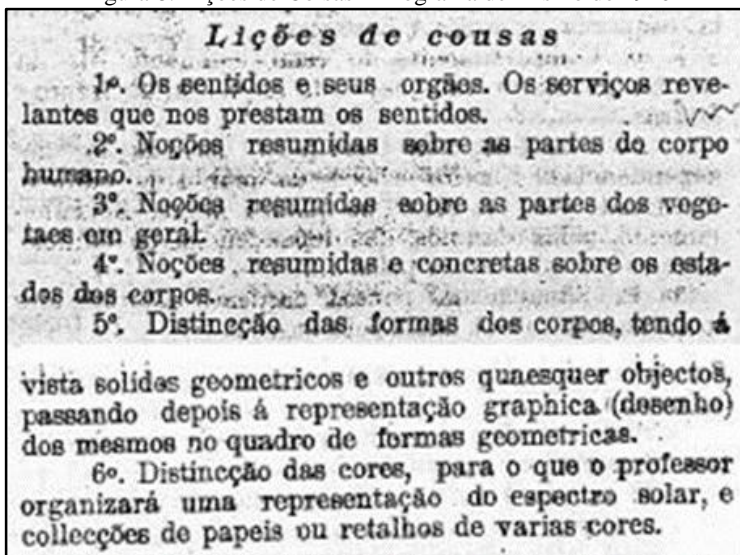 Lições de cousas
1º. Os sentidos e seus orgãos. Os serviços reve-
lantes que nos prestam os sentidos.
2º. Noções resumidas sobre as partes do corpo
humano.
3º. Noções resumidas sobre as partes dos vege-
taes em geral.
4º. Noções resumidas e concretas sobre os esta-
dos dos corpos.
5º. Distincção das formas dos corpos, tendo á
vista solidos geometricos e outros quaesquer objectos,
passando depois á representação graphica (desenho)
dos mesmos no quadro de formas geometricas.
6º. Distincção das cores, para o que o professor
organizará uma representação do espectro solar, e
collecções de papeis ou retalhos de varias cores.